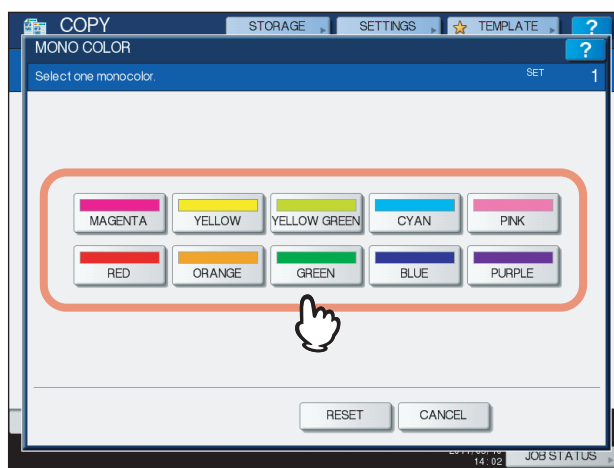 COPY STORAGE SETTINGS TEMPLATE ?
MONO COLOR ?
Select one monocolor. SET 1
MAGENTA YELLOW YELLOW GREEN CYAN PINK
RED ORANGE GREEN BLUE PURPLE
RESET CANCEL
14:02 JOB STATUS